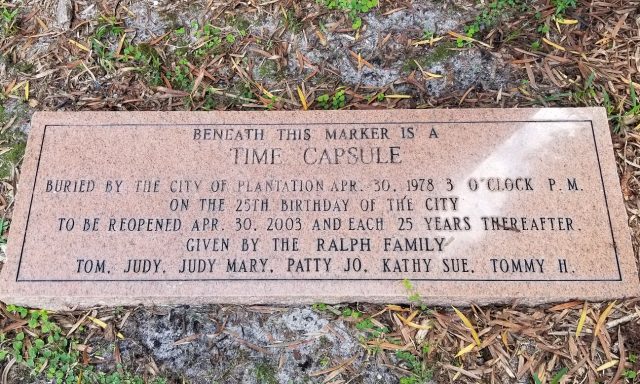 BENEATH THIS MARKER IS A
TIME CAPSULE
BURIED BY THE CITY OF PLANTATION APR. 30, 1978 3 O'CLOCK P.M.
ON THE 25TH BIRTHDAY OF THE CITY
TO BE REOPENED APR. 30, 2003 AND EACH 25 YEARS THEREAFTER.
GIVEN BY THE RALPH FAMILY
TOM, JUDY, JUDY MARY, PATTY JO, KATHY SUE, TOMMY H.